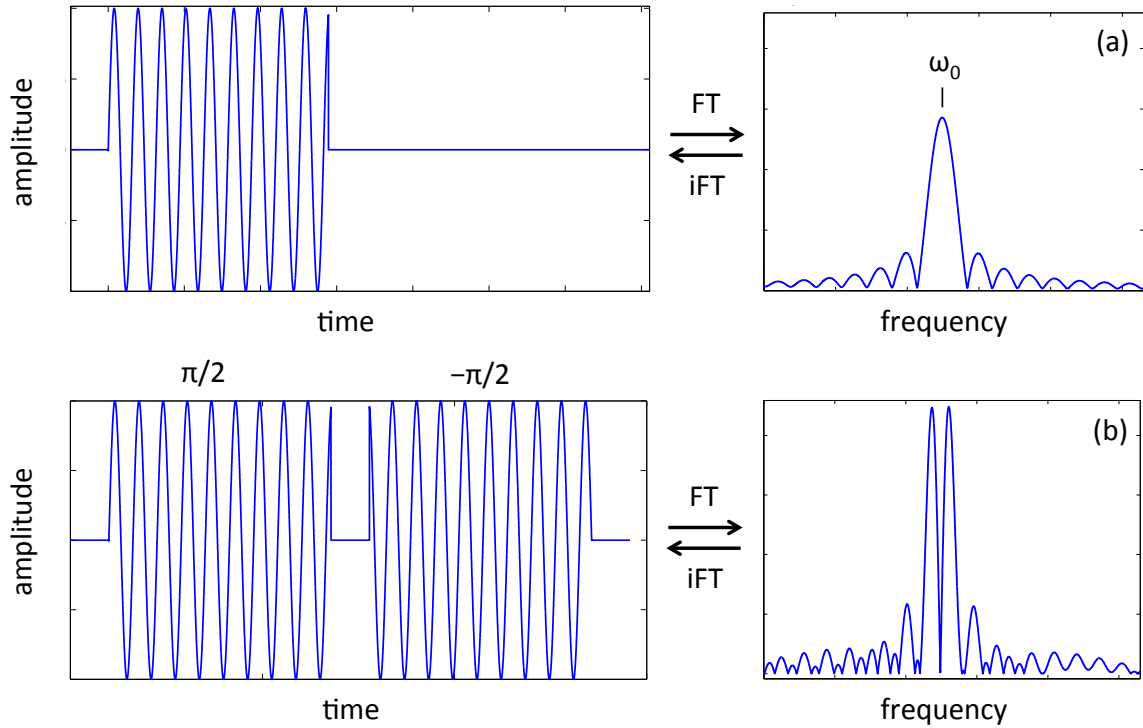 (a)
ω₀
amplitude
FT
iFT
time
frequency
π/2
−π/2
(b)
amplitude
FT
iFT
time
frequency